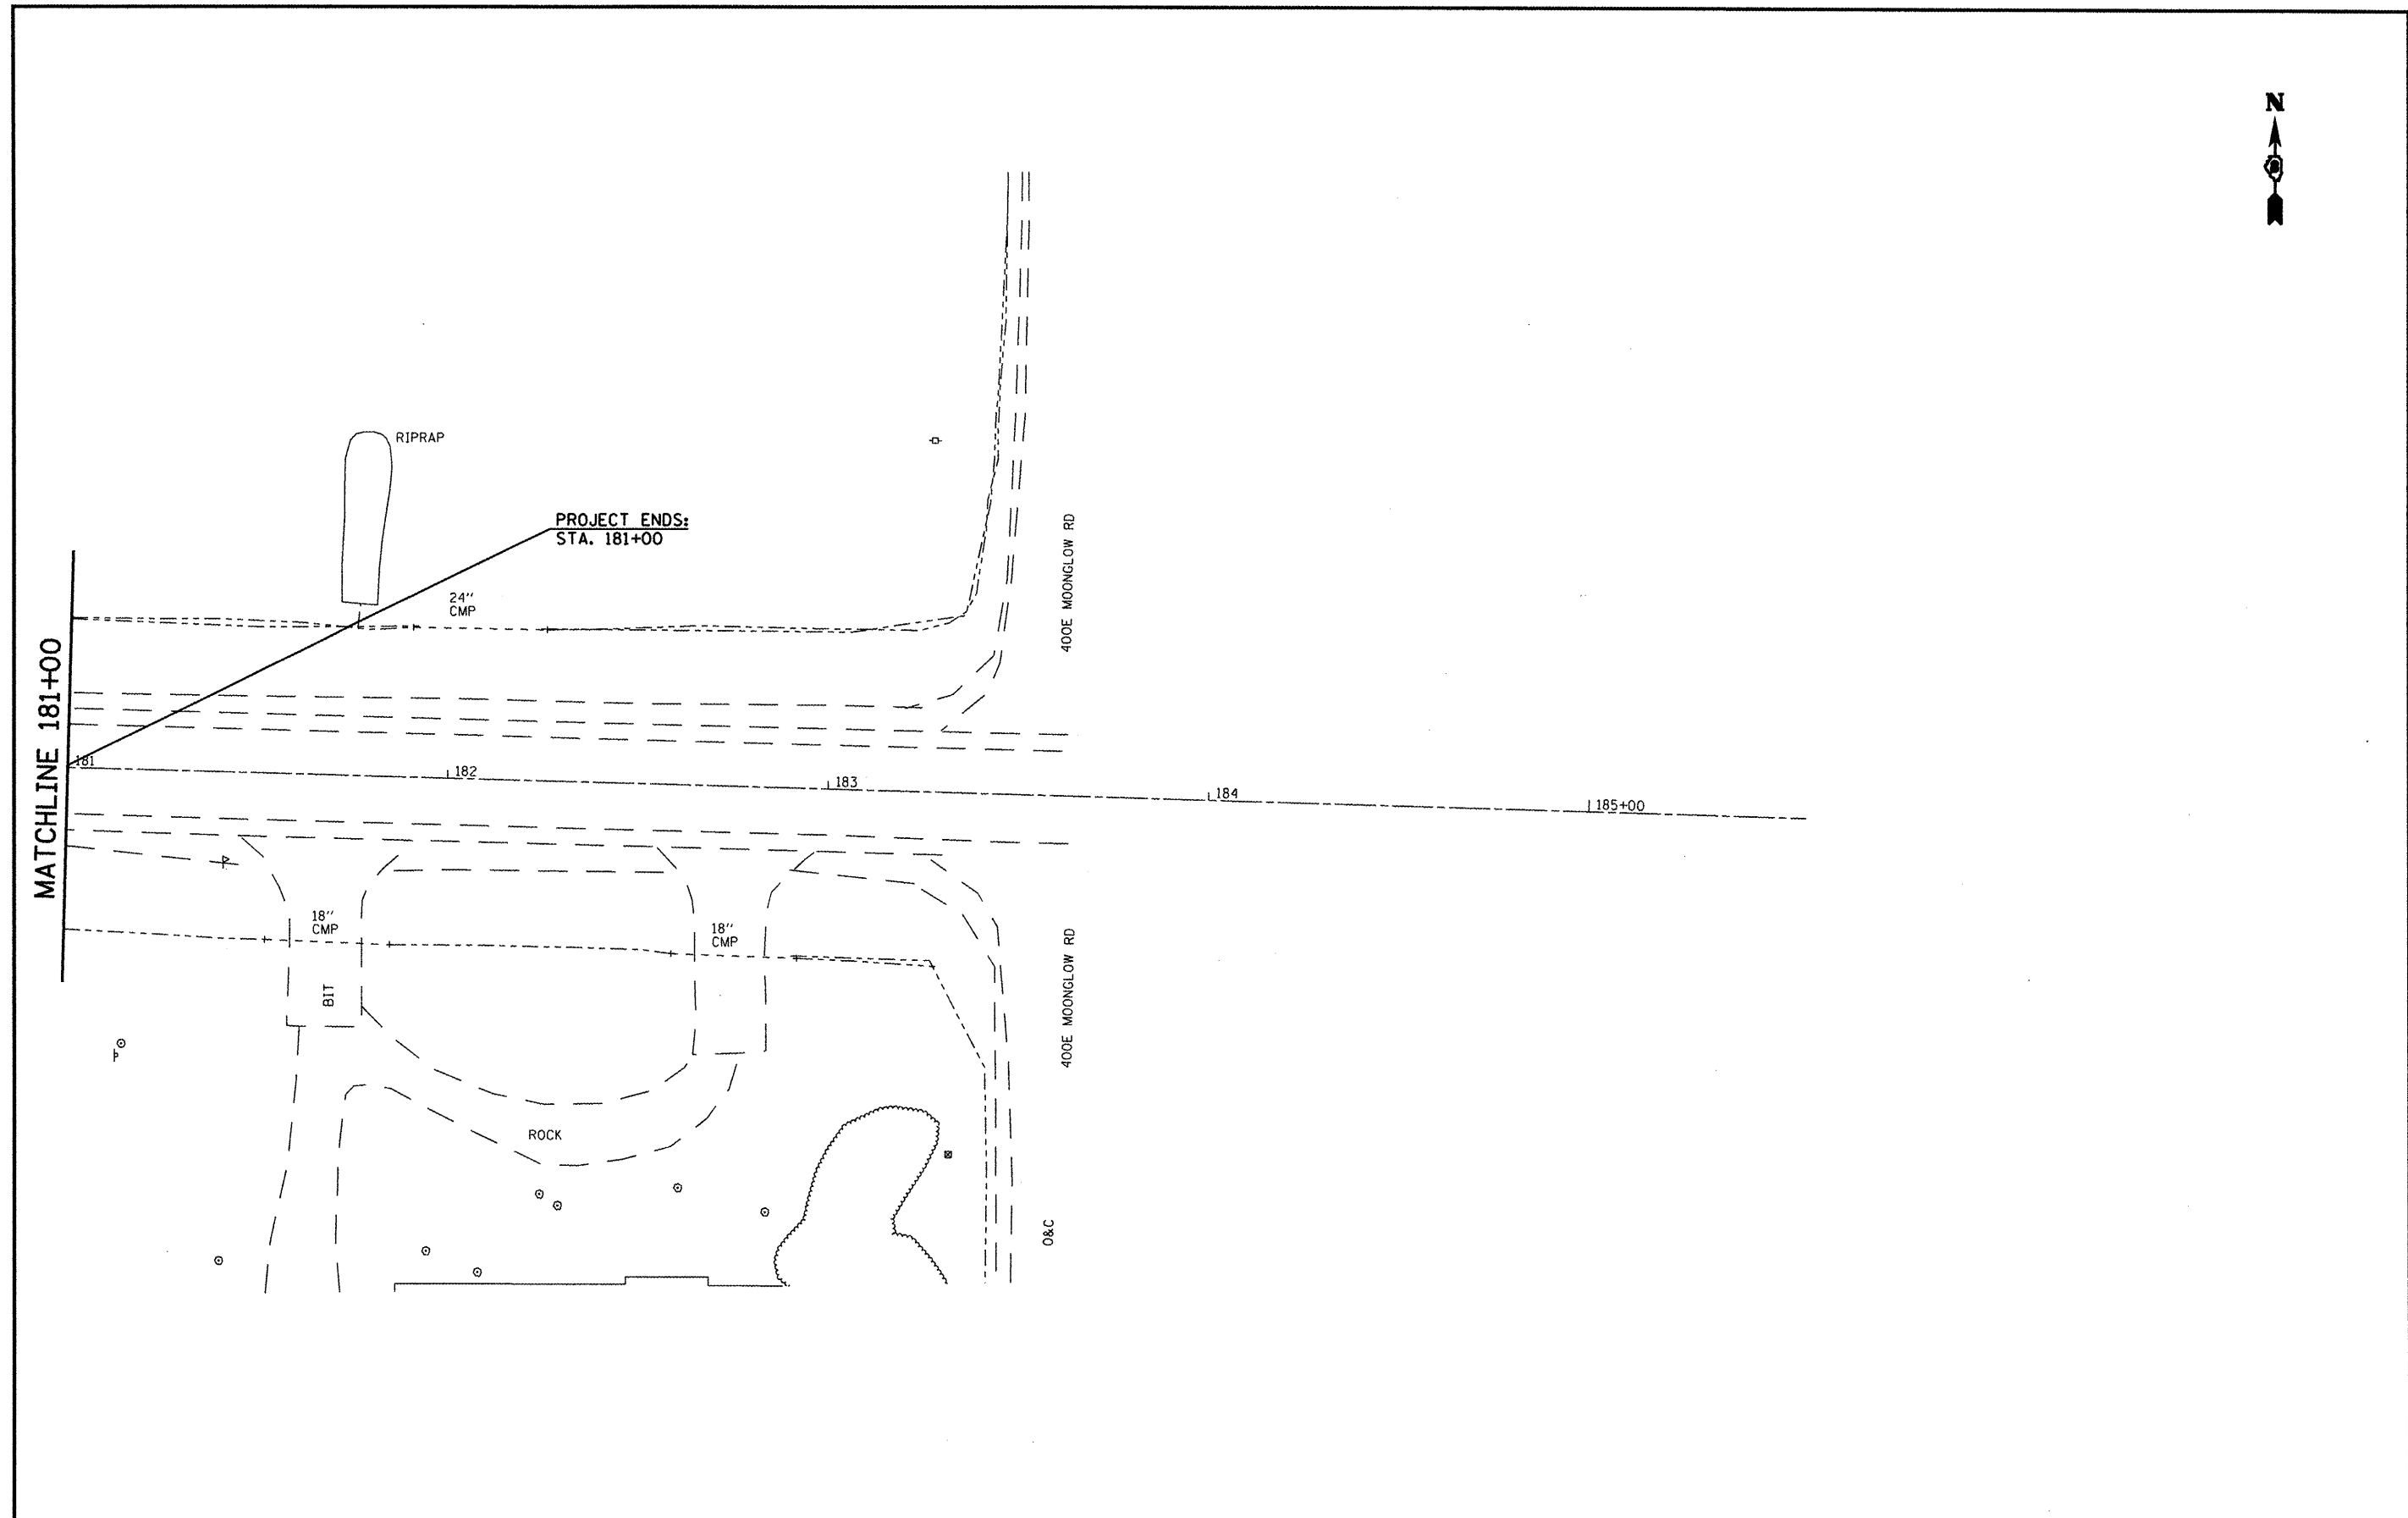 N
RIPRAP
PROJECT ENDS:
STA. 181+00
24"
CMP
400E MOONGLOW RD
MATCHLINE 181+00
181
182
183
184
185+00
18"
CMP
18"
CMP
BIT
400E MOONGLOW RD
ROCK
O&C